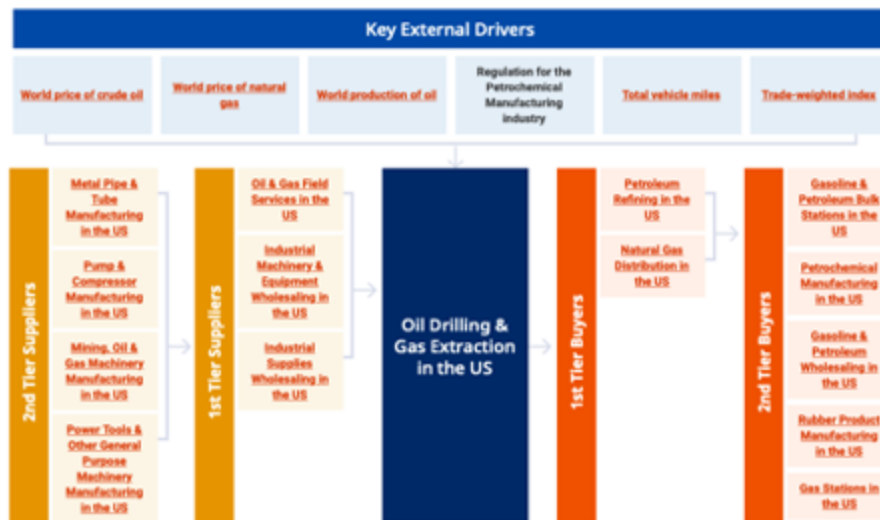 Key External Drivers
World price of crude oil
World price of natural
gas
World production of oil
Regulation for the
Petrochemical
Manufacturing
industry
Total vehicle miles
Trade-weighted index
2nd Tier Suppliers
Metal Pipe &
Tube
Manufacturing
in the US
Pump &
Compressor
Manufacturing
in the US
Mining, Oil &
Gas Machinery
Manufacturing
in the US
Power Tools &
Other General
Purpose
Machinery
Manufacturing
in the US
1st Tier Suppliers
Oil & Gas Field
Services in the
US
Industrial
Machinery &
Equipment
Wholesaling in
the US
Industrial
Supplies
Wholesaling in
the US
Oil Drilling &
Gas Extraction
in the US
1st Tier Buyers
Petroleum
Refining in the
US
Natural Gas
Distribution in
the US
2nd Tier Buyers
Gasoline &
Petroleum Bulk
Stations in the
US
Petrochemical
Manufacturing
in the US
Gasoline &
Petroleum
Wholesaling in
the US
Rubber Product
Manufacturing
in the US
Gas Stations in
the US